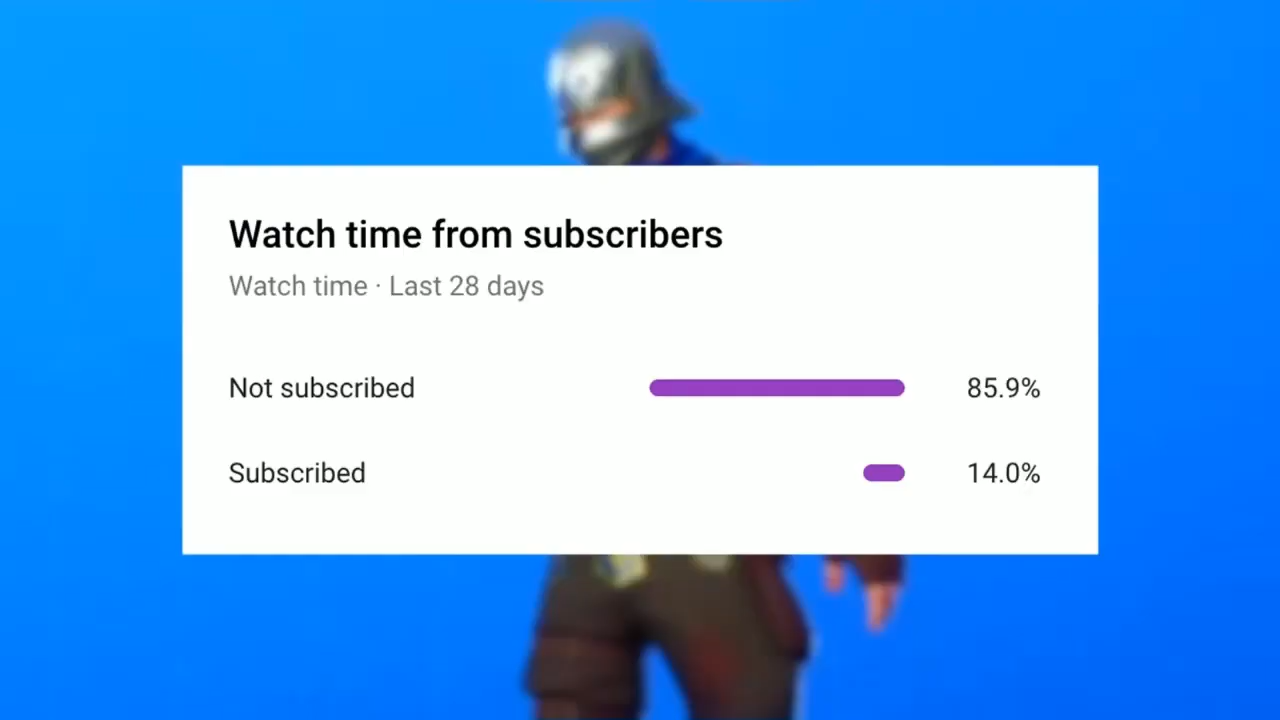 Watch time from subscribers
Watch time · Last 28 days
Not subscribed 85.9%
Subscribed 14.0%